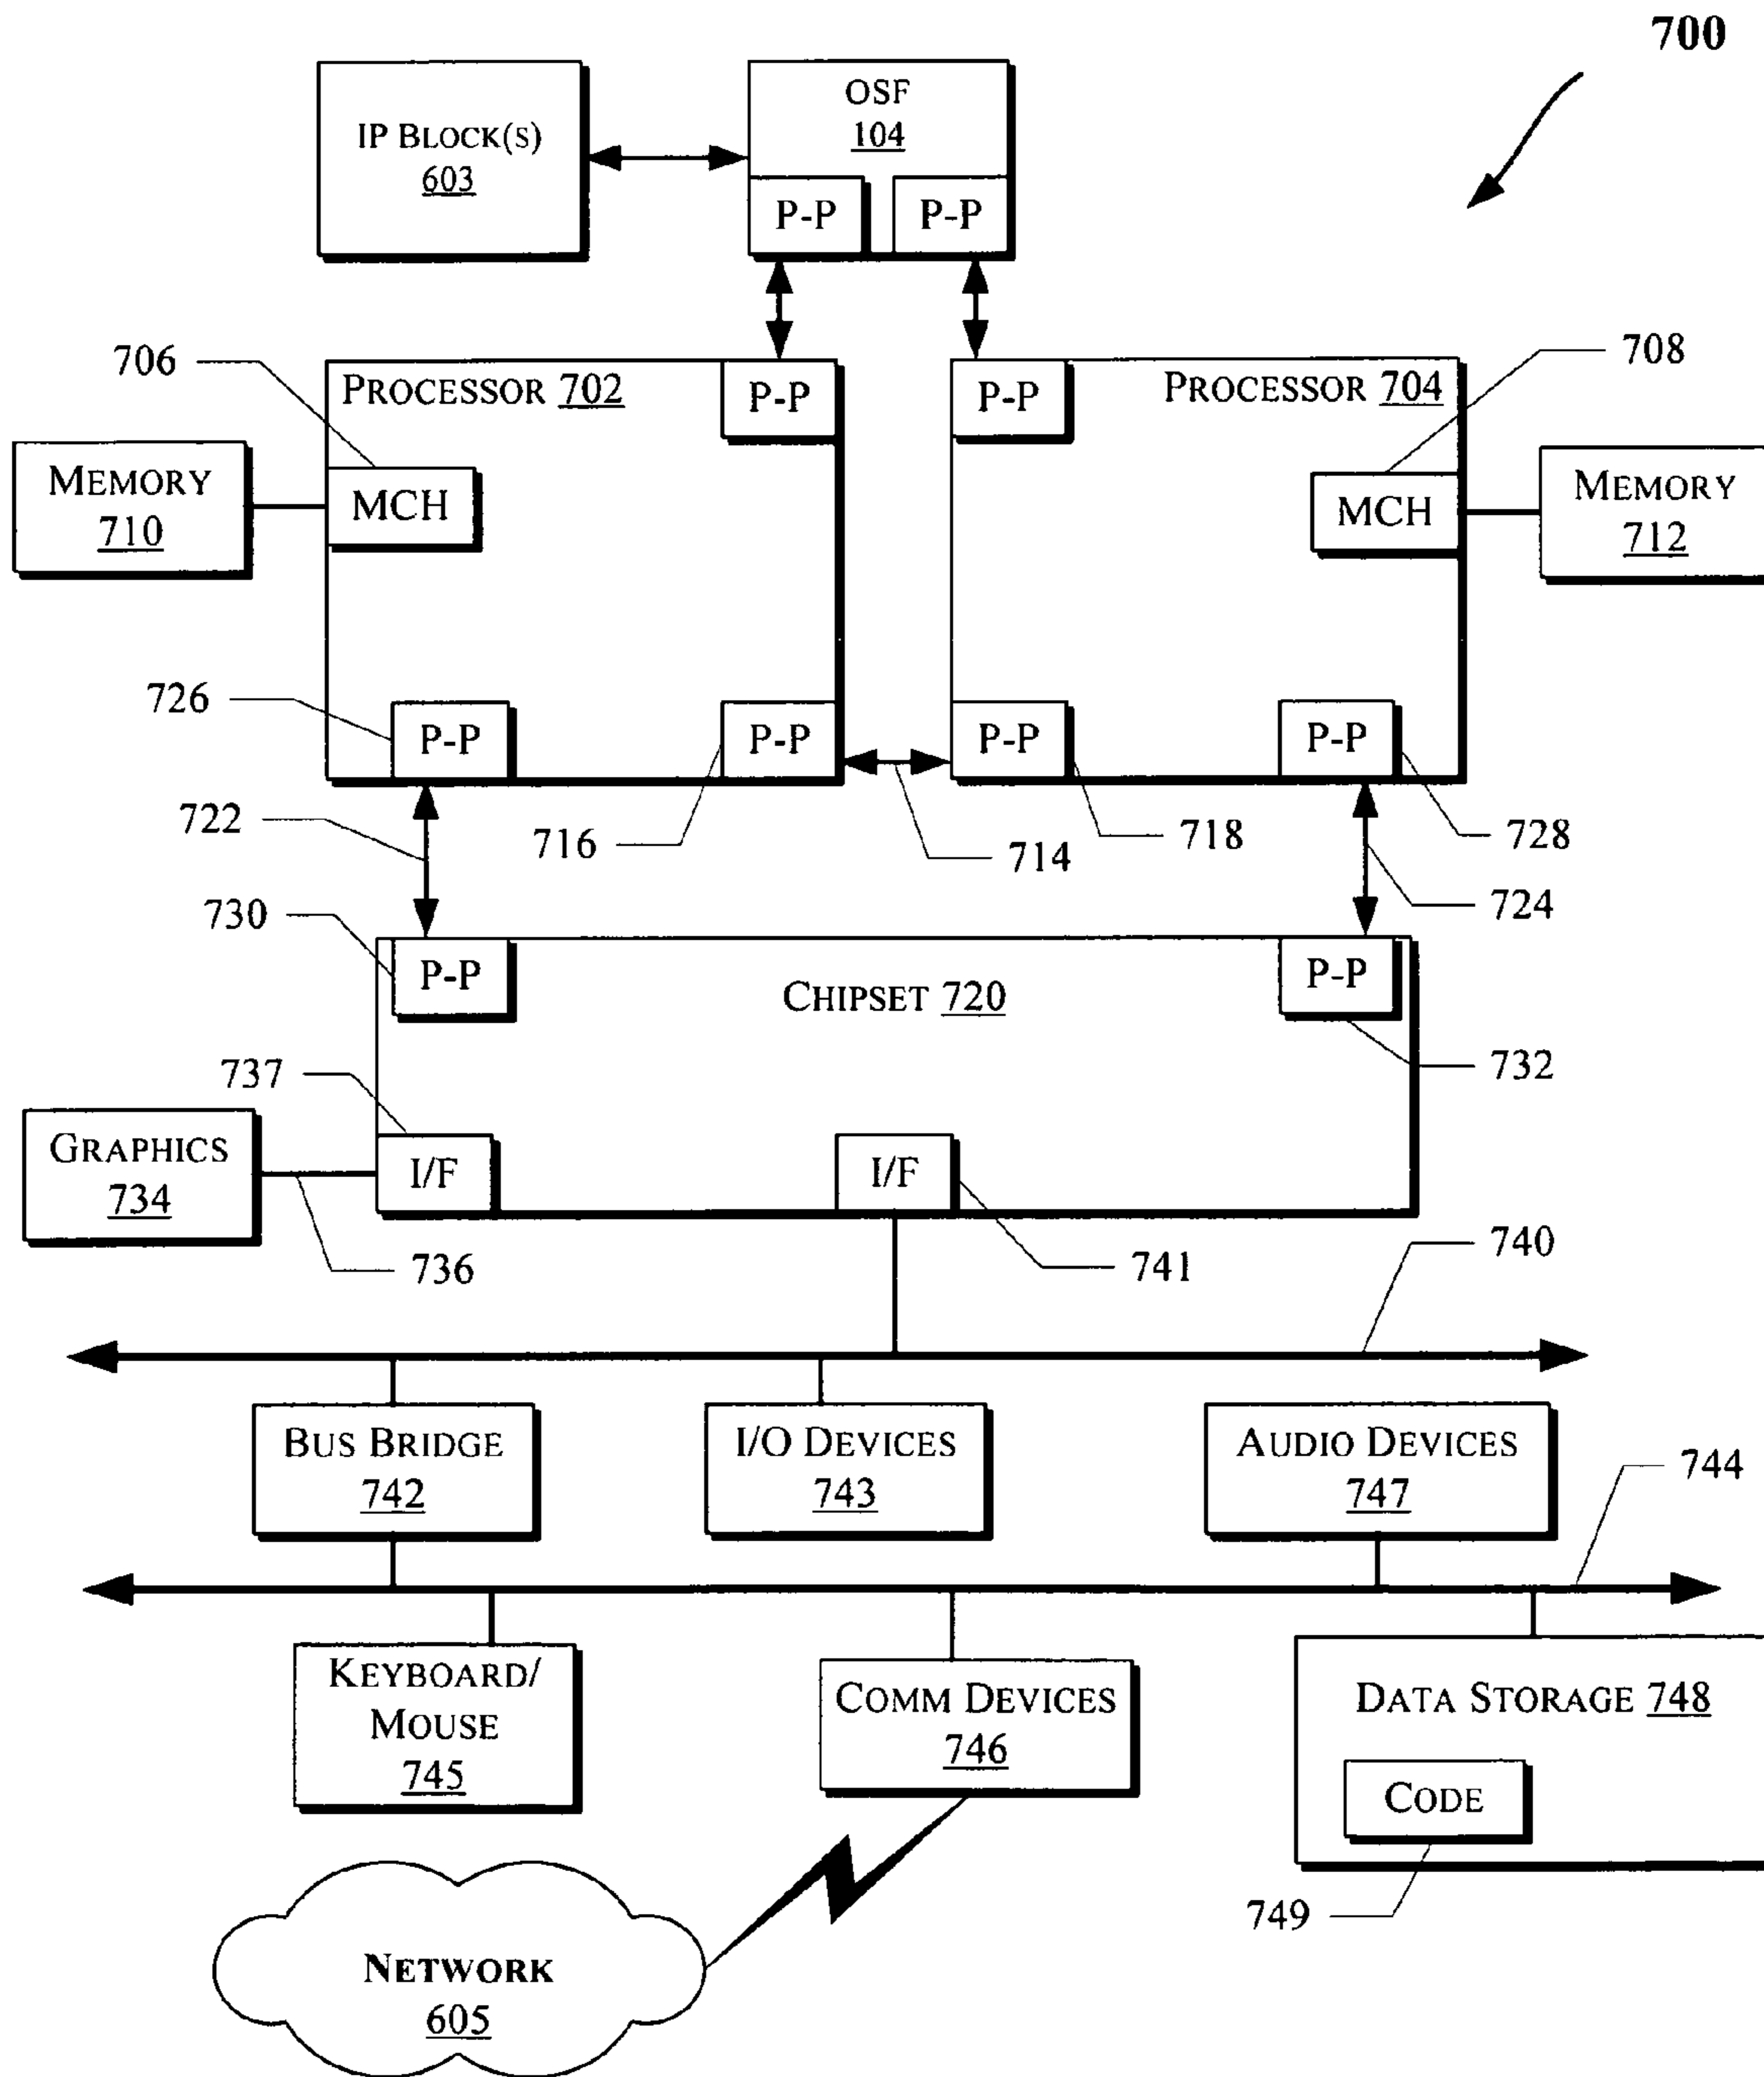 700
OSF
104
IP BLOCK(S)
603
P-P
P-P
706
PROCESSOR 702
P-P
P-P
PROCESSOR 704
708
MEMORY
710
MCH
MCH
MEMORY
712
726
P-P
P-P
P-P
P-P
722
716
714
718
728
730
724
P-P
CHIPSET 720
P-P
737
732
GRAPHICS
734
I/F
I/F
736
741
740
BUS BRIDGE
742
I/O DEVICES
743
AUDIO DEVICES
747
744
KEYBOARD/
MOUSE
745
COMM DEVICES
746
DATA STORAGE 748
CODE
749
NETWORK
605